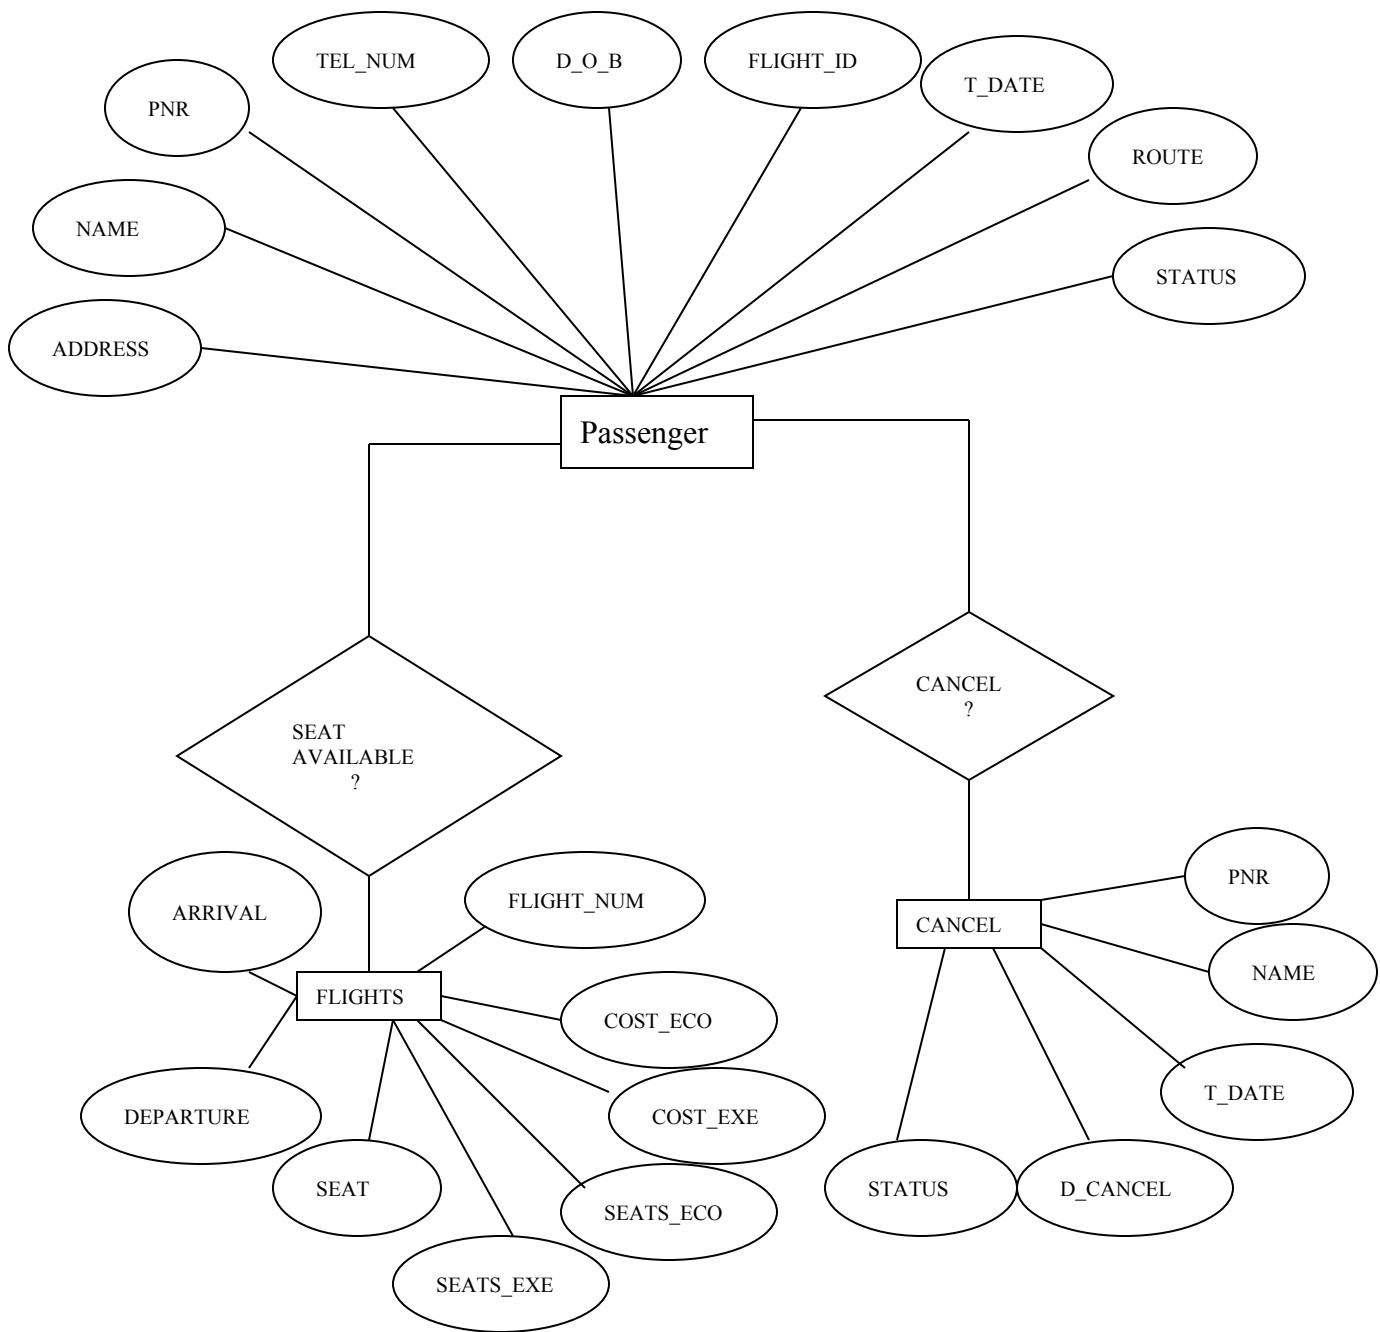 TEL_NUM
D_O_B
FLIGHT_ID
T_DATE
PNR
ROUTE
NAME
STATUS
ADDRESS
Passenger
CANCEL
?
SEAT
AVAILABLE
?
PNR
FLIGHT_NUM
ARRIVAL
CANCEL
NAME
FLIGHTS
COST_ECO
T_DATE
DEPARTURE
COST_EXE
SEAT
STATUS
D_CANCEL
SEATS_ECO
SEATS_EXE